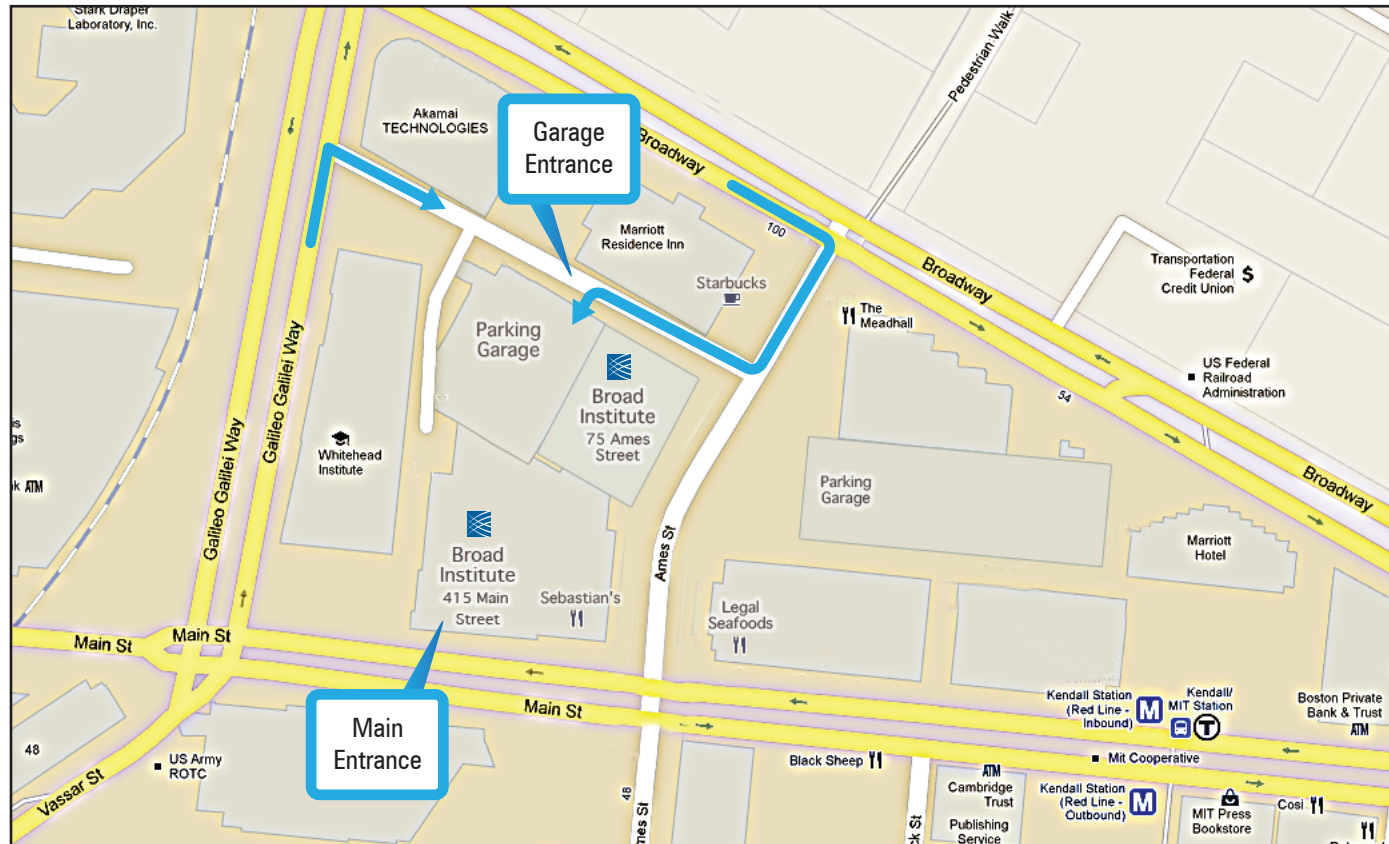 Stark Draper
Laboratory, Inc.
Pedestrian Walk
Akamai
TECHNOLOGIES
Garage
Entrance
Broadway
100
Marriott
Residence Inn
Starbucks
Broadway
Transportation
Federal
Credit Union
$
The
Meadhall
Parking
Garage
US Federal
Railroad
Administration
54
Broad
Institute
75 Ames
Street
Galileo Galilei Way
Galileo Galilei Way
Whitehead
Institute
ATM
Parking
Garage
Broadway
Ames St
Marriott
Hotel
Broad
Institute
415 Main
Street
Sebastian's
Legal
Seafoods
Main St
Main St
Main St
Main
Entrance
Kendall Station
(Red Line -
Inbound)
M
Kendall/
MIT Station
T
Boston Private
Bank & Trust
ATM
48
US Army
ROTC
Vassar St
Black Sheep
Mit Cooperative
48
ATM
Cambridge
Trust
Publishing
Service
Kendall Station
(Red Line -
Outbound)
M
MIT Press
Bookstore
Cosi